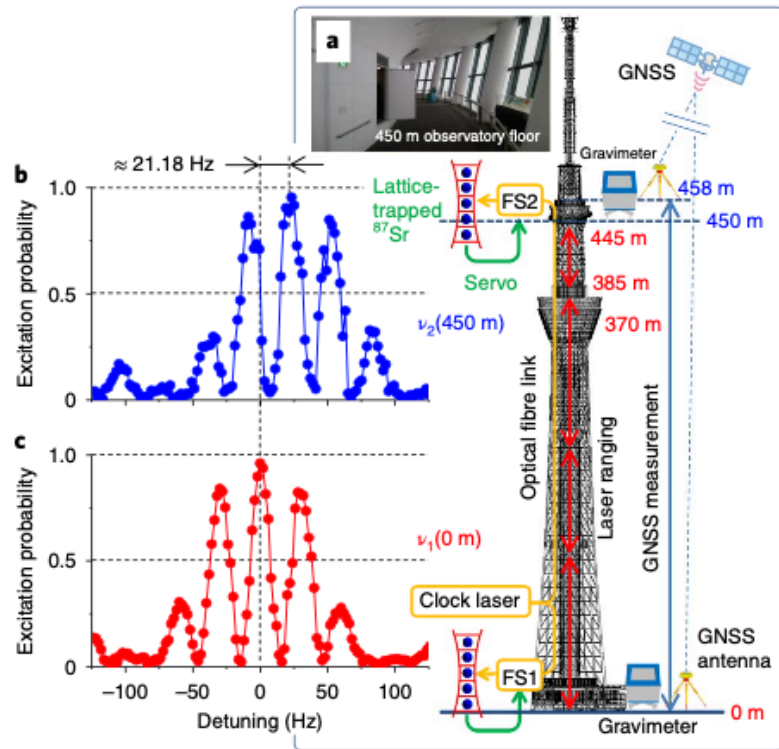 a
450 m observatory floor
GNSS
Gravimeter
458 m
450 m
≈ 21.18 Hz
b
Excitation probability
1.0
0.5
0
ν₂(450 m)
Lattice-
trapped
⁸⁷Sr
FS2
Servo
445 m
385 m
370 m
Optical fibre link
Laser ranging
GNSS measurement
c
Excitation probability
1.0
0.5
0
ν₁(0 m)
−100
−50
0
50
100
Detuning (Hz)
Clock laser
FS1
GNSS
antenna
0 m
Gravimeter